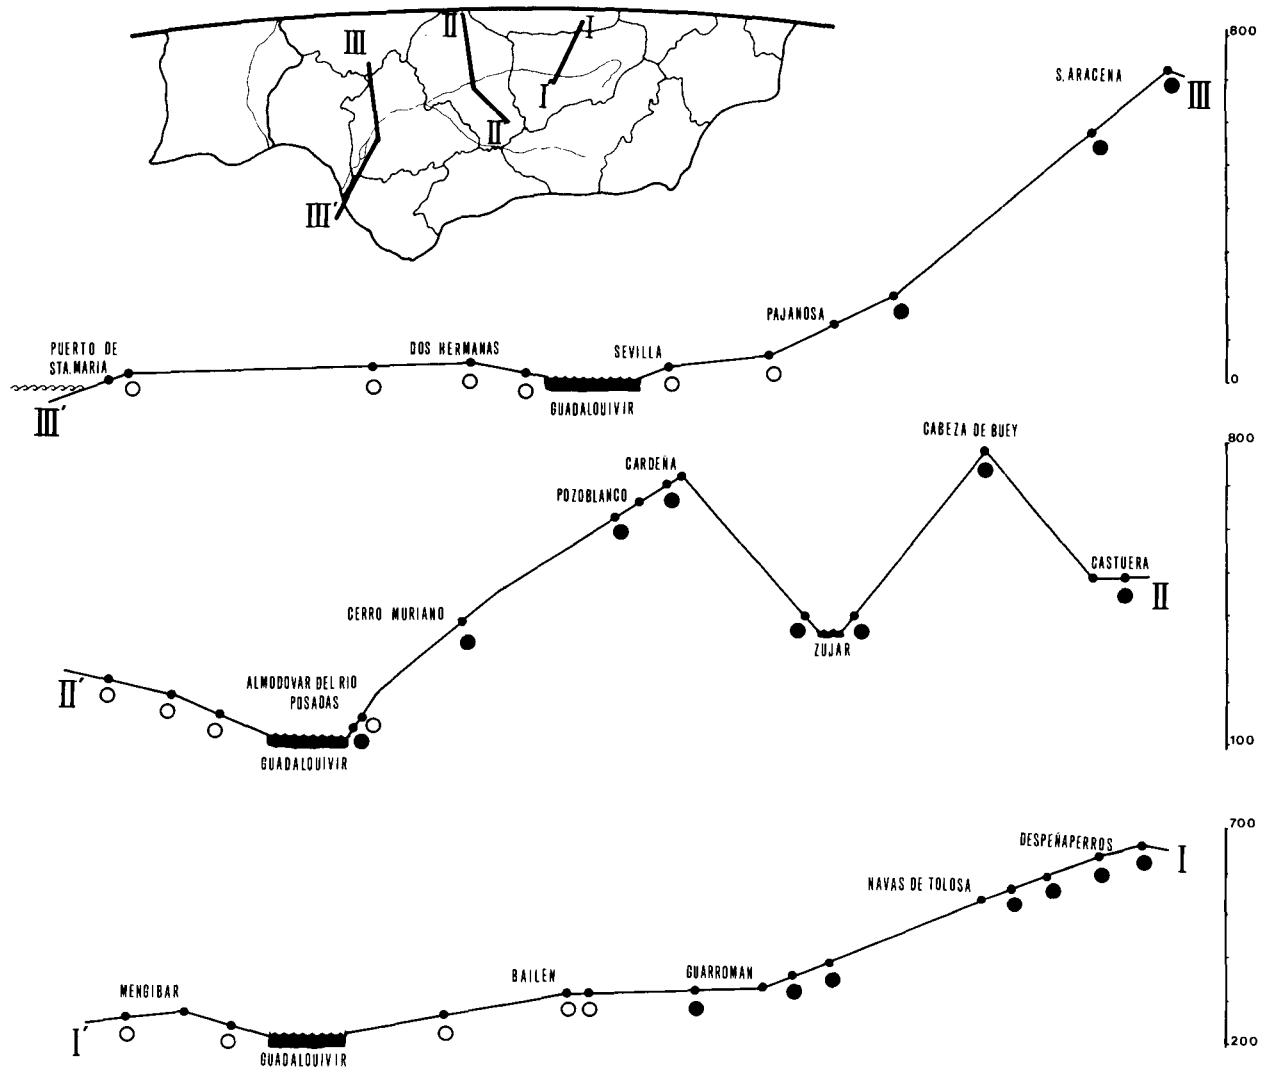 II
I
III
I'
II'
III'
800
S. ARACENA
III
PAJANOSA
PUERTO DE
STA. MARIA
DOS HERMANAS
SEVILLA
0
GUADALQUIVIR
III'
CABEZA DE BUEY
800
CARDEÑA
POZOBLANCO
CASTUERA
II
CERRO MURIANO
ZUJAR
ALMODOVAR DEL RIO
POSADAS
II'
100
GUADALQUIVIR
700
DESPEÑAPERROS
I
NAVAS DE TOLOSA
BAILEN
GUARROMAN
MENGIBAR
I'
200
GUADALQUIVIR